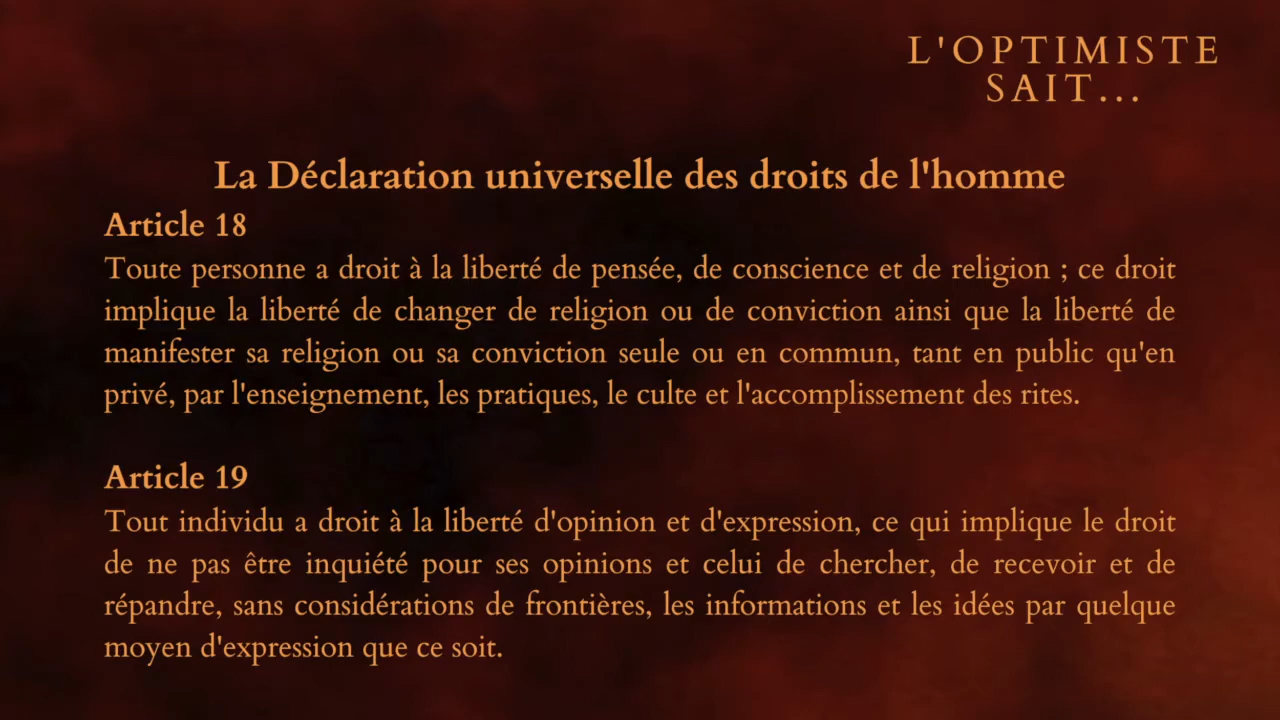 L'OPTIMISTE
SAIT...
La Déclaration universelle des droits de l'homme
Article 18
Toute personne a droit à la liberté de pensée, de conscience et de religion ; ce droit
implique la liberté de changer de religion ou de conviction ainsi que la liberté de
manifester sa religion ou sa conviction seule ou en commun, tant en public qu'en
privé, par l'enseignement, les pratiques, le culte et l'accomplissement des rites.
Article 19
Tout individu a droit à la liberté d'opinion et d'expression, ce qui implique le droit
de ne pas être inquiété pour ses opinions et celui de chercher, de recevoir et de
répandre, sans considérations de frontières, les informations et les idées par quelque
moyen d'expression que ce soit.